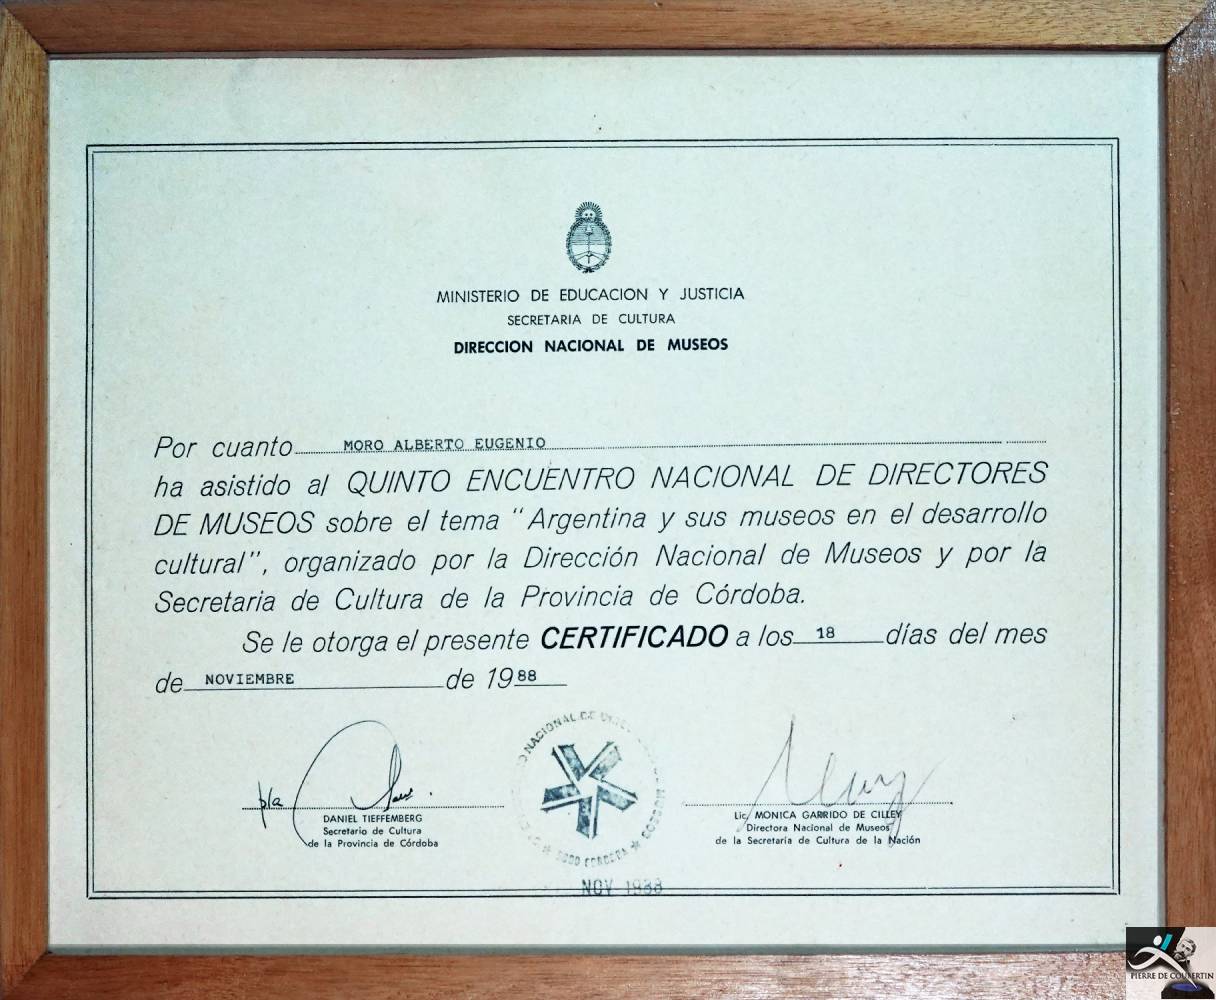 MINISTERIO DE EDUCACION Y JUSTICIA
SECRETARIA DE CULTURA
DIRECCION NACIONAL DE MUSEOS
Por cuanto MORO ALBERTO EUGENIO
ha asistido al QUINTO ENCUENTRO NACIONAL DE DIRECTORES
DE MUSEOS sobre el tema "Argentina y sus museos en el desarrollo
cultural", organizado por la Dirección Nacional de Museos y por la
Secretaria de Cultura de la Provincia de Córdoba.
Se le otorga el presente CERTIFICADO a los 18 días del mes
de NOVIEMBRE de 1988
p/a
DANIEL TIEFFEMBERG
Secretario de Cultura
de la Provincia de Córdoba
NACIONAL DE
CORDOBA
NOV 1988
Lic. MONICA GARRIDO DE CILLEY
Directora Nacional de Museos
de la Secretaría de Cultura de la Nación
PIERRE DE COUBERTIN